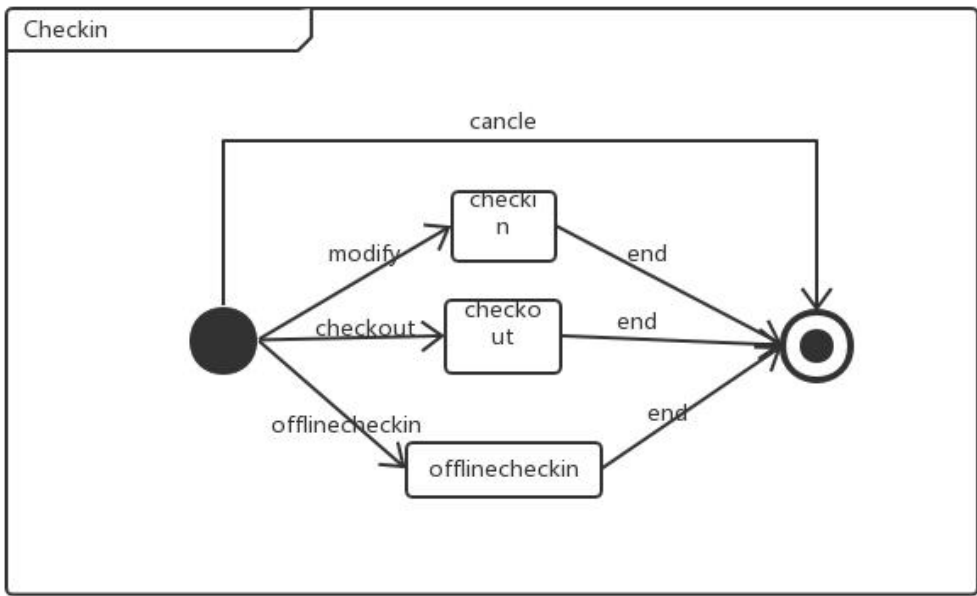 Checkin
cancle
checki
n
modify
end
checko
ut
checkout
end
offlinecheckin
end
offlinecheckin